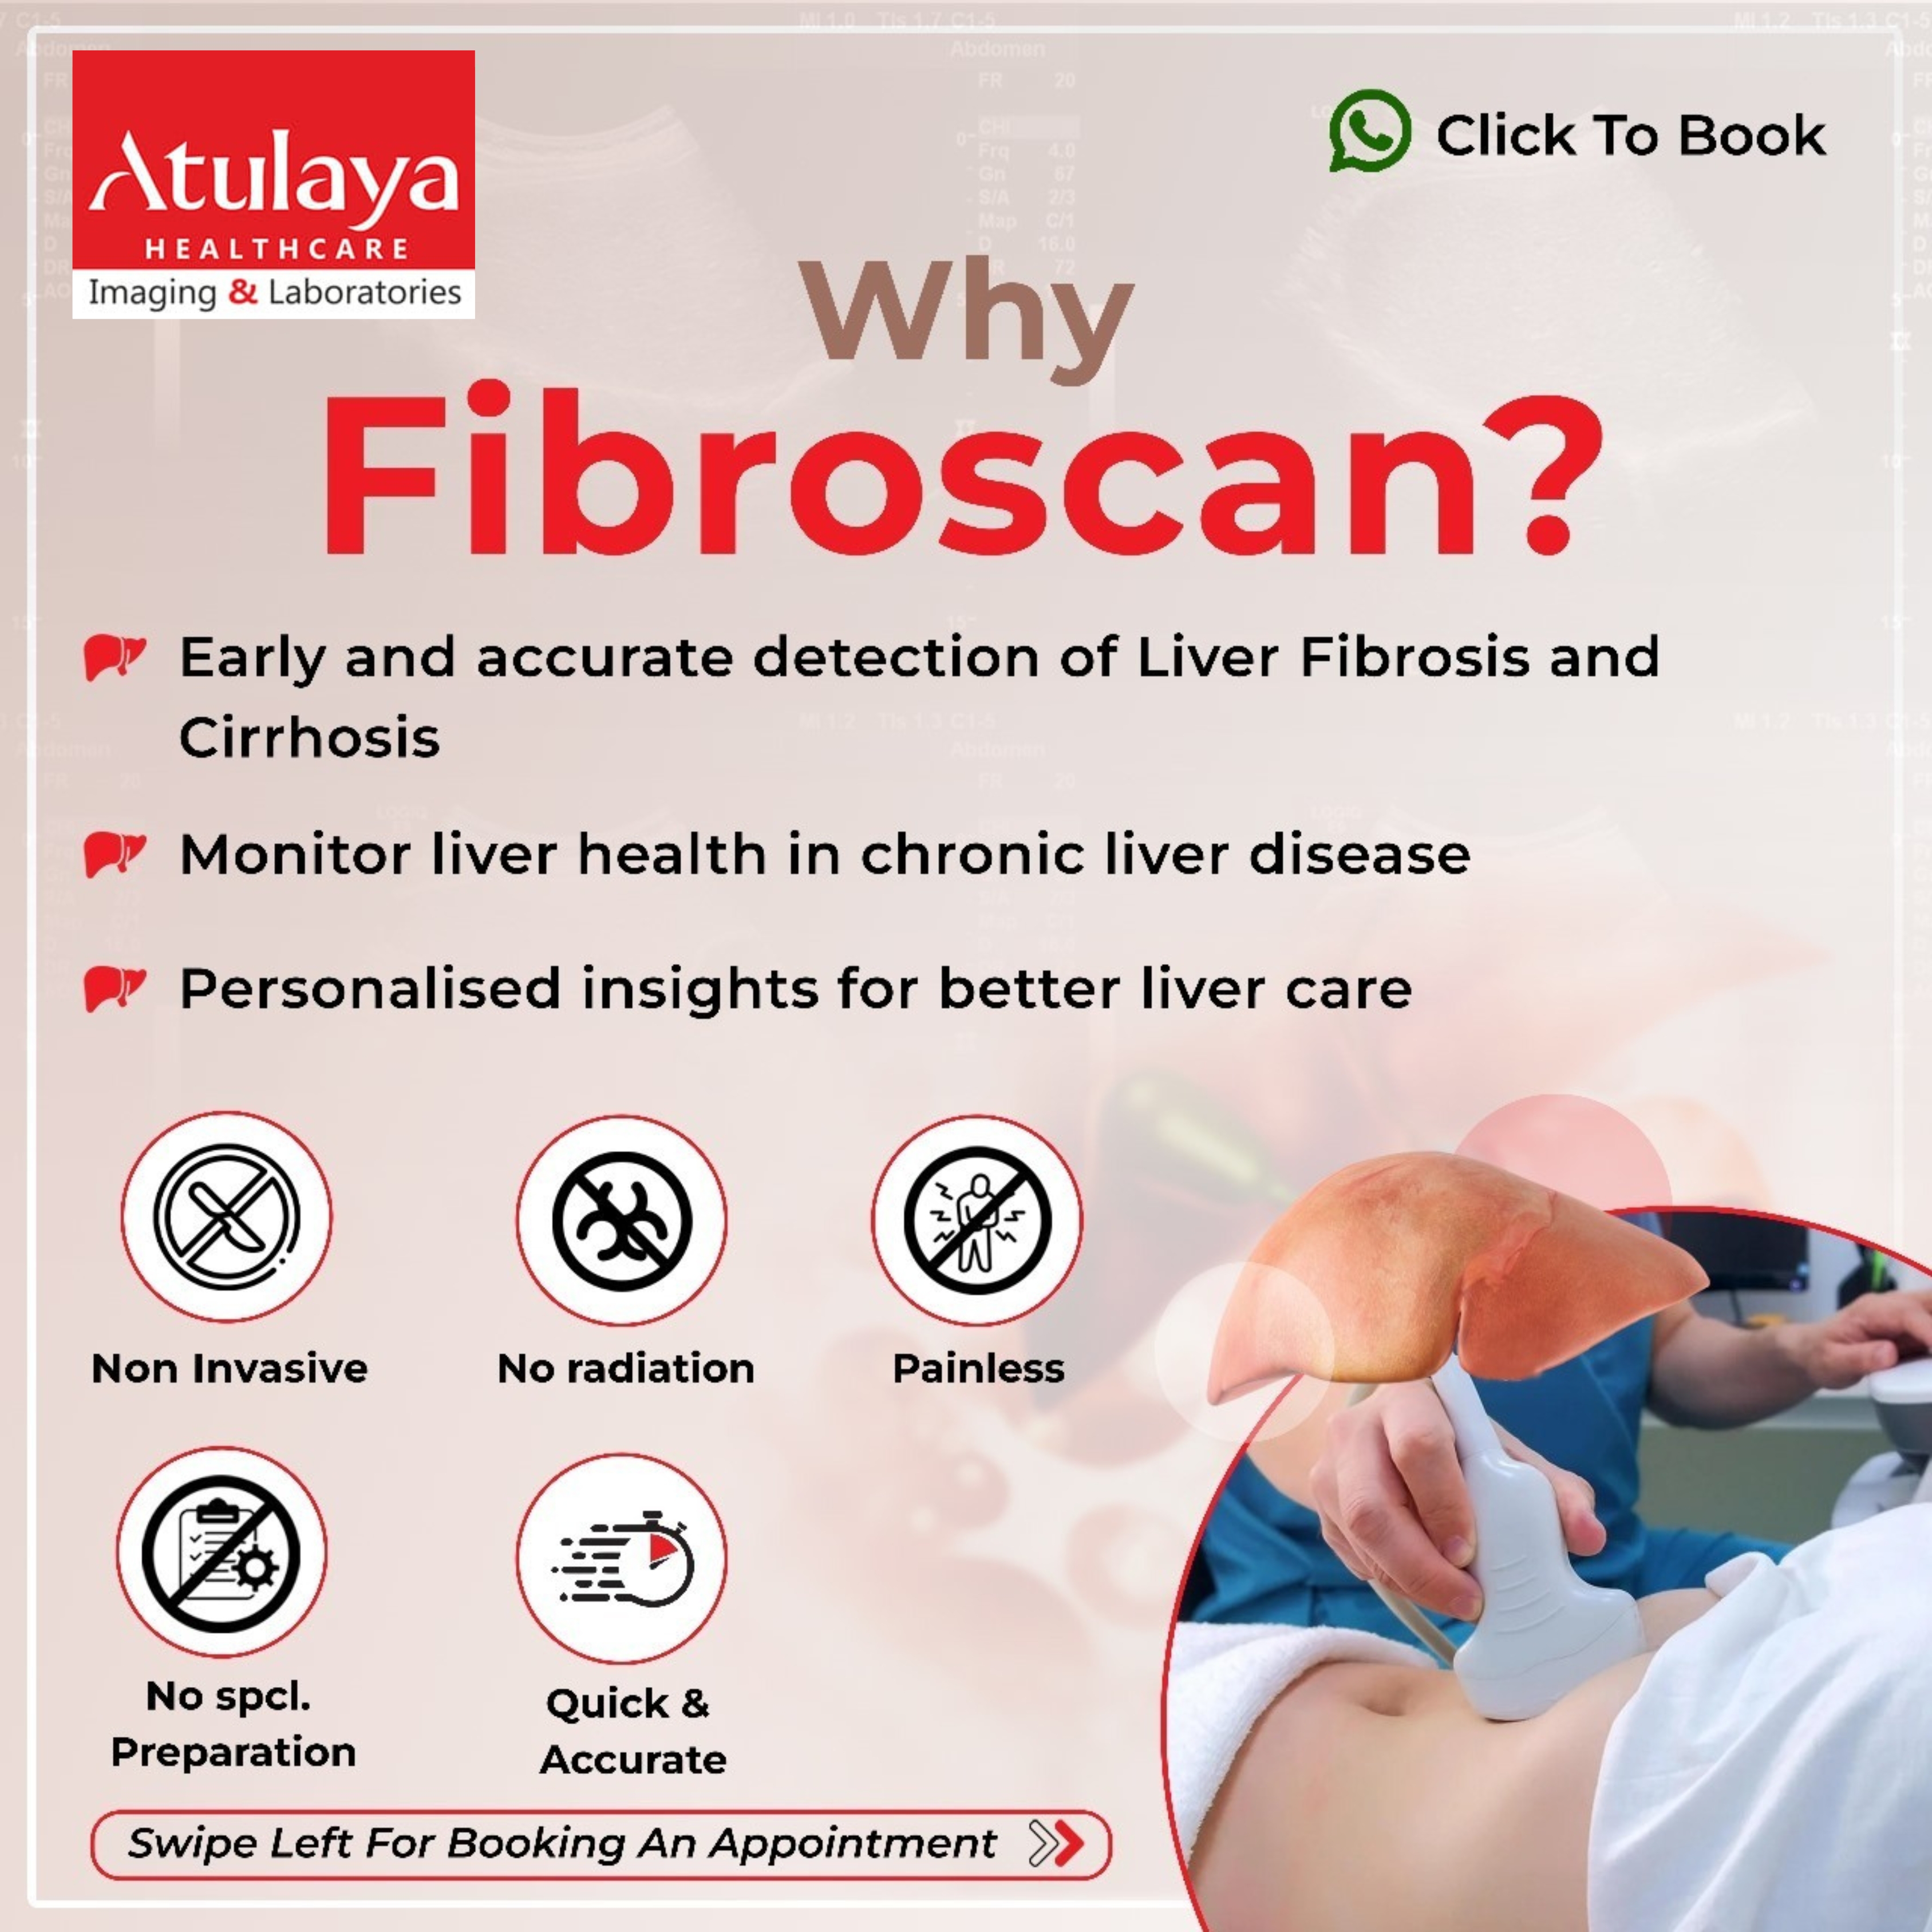 Atulaya
HEALTHCARE
Imaging & Laboratories
Click To Book
Why
Fibroscan?
Early and accurate detection of Liver Fibrosis and
Cirrhosis
Monitor liver health in chronic liver disease
Personalised insights for better liver care
Non Invasive
No radiation
Painless
No spcl.
Preparation
Quick &
Accurate
Swipe Left For Booking An Appointment